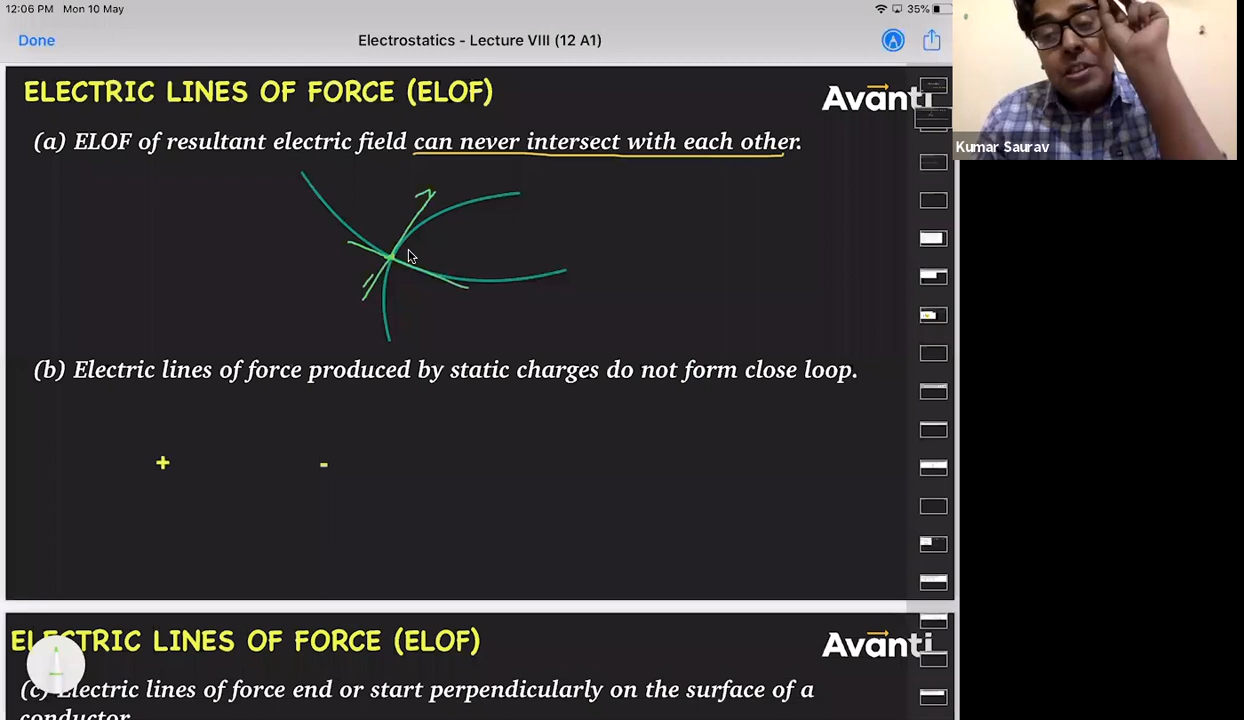 12:06 PM Mon 10 May
35%
Done
Electrostatics - Lecture VIII (12 A1)
ELECTRIC LINES OF FORCE (ELOF)
Avanti
(a) ELOF of resultant electric field can never intersect with each other.
Kumar Saurav
(b) Electric lines of force produced by static charges do not form close loop.
+ -
ELECTRIC LINES OF FORCE (ELOF)
Avanti
(c) Electric lines of force end or start perpendicularly on the surface of a
conductor